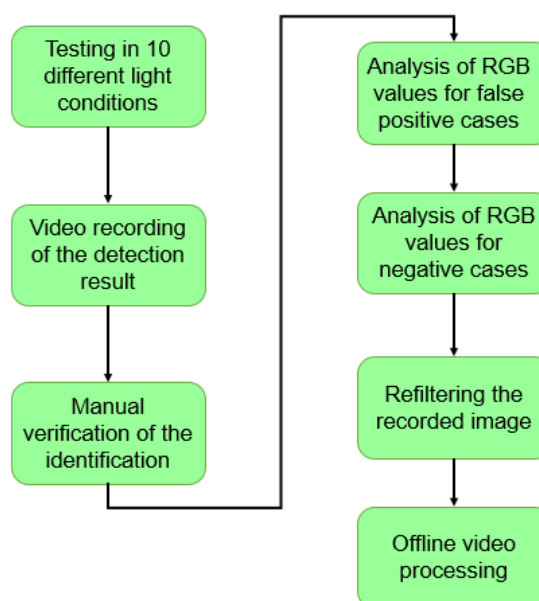 Testing in 10
different light
conditions
Video recording
of the detection
result
Manual
verification of the
identification
Analysis of RGB
values for false
positive cases
Analysis of RGB
values for
negative cases
Refiltering the
recorded image
Offline video
processing